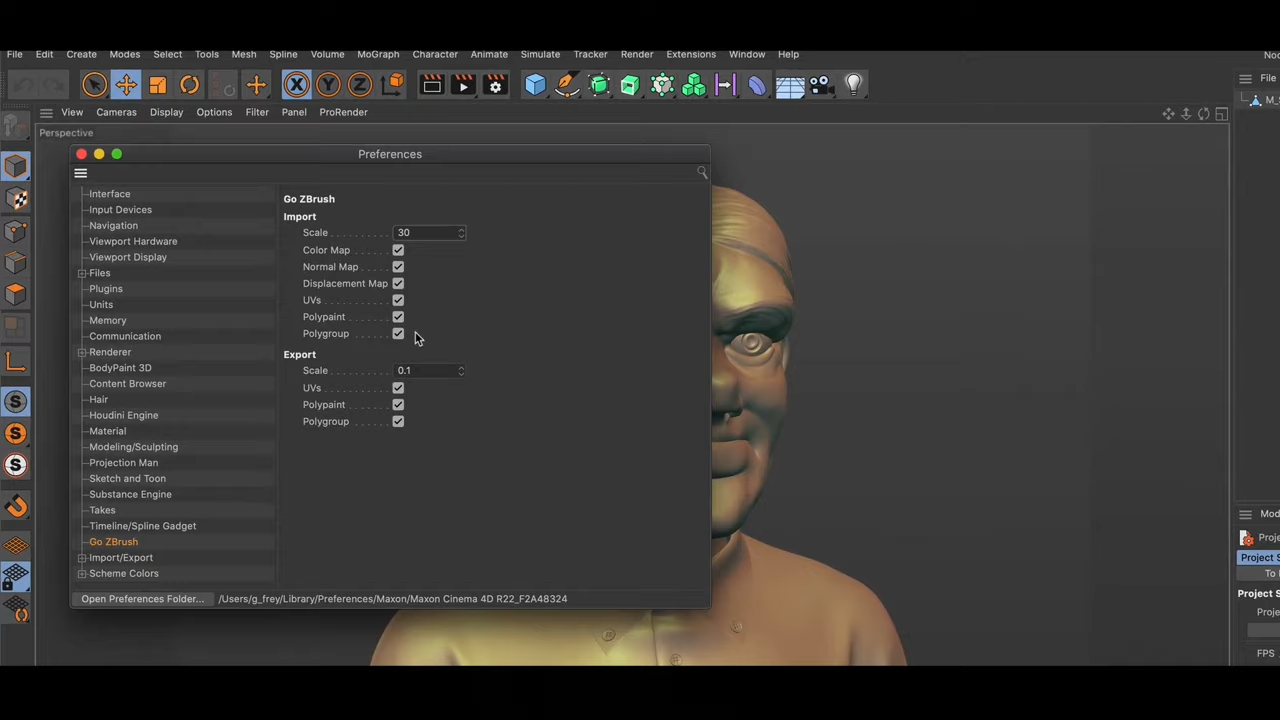 File Edit Create Modes Select Tools Mesh Spline Volume MoGraph Character Animate Simulate Tracker Render Extensions Window Help
File
View Cameras Display Options Filter Panel ProRender
Perspective
Preferences
Interface
Input Devices
Navigation
Viewport Hardware
Viewport Display
Files
Plugins
Units
Memory
Communication
Renderer
BodyPaint 3D
Content Browser
Hair
Houdini Engine
Material
Modeling/Sculpting
Projection Man
Sketch and Toon
Substance Engine
Takes
Timeline/Spline Gadget
Go ZBrush
Import/Export
Scheme Colors
Go ZBrush
Import
Scale 30
Color Map
Normal Map
Displacement Map
UVs
Polypaint
Polygroup
Export
Scale 0.1
UVs
Polypaint
Polygroup
Open Preferences Folder... /Users/g_frey/Library/Preferences/Maxon/Maxon Cinema 4D R22_F2A48324
Project S
FPS